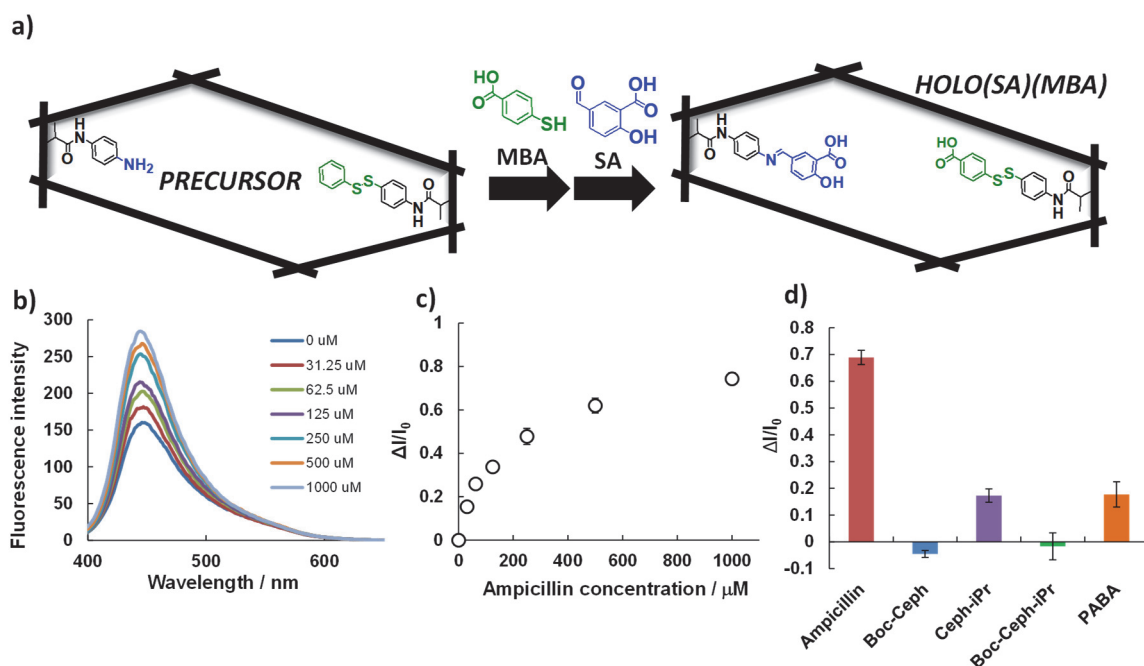 a)
HOLO(SA)(MBA)
PRECURSOR
MBA
SA
H
N
O
NH2
S
S
O
N
H
HO
O
SH
O
O
OH
OH
H
N
O
N
O
OH
OH
HO
O
S
S
O
N
H
b)
Fluorescence intensity
300
250
200
150
100
50
0
400
500
600
Wavelength / nm
0 uM
31.25 uM
62.5 uM
125 uM
250 uM
500 uM
1000 uM
c)
ΔI/I0
1
0.8
0.6
0.4
0.2
0
0
200
400
600
800
1000
Ampicillin concentration / μM
d)
ΔI/I0
0.8
0.7
0.6
0.5
0.4
0.3
0.2
0.1
0
-0.1
Ampicillin
Boc-Ceph
Ceph-iPr
Boc-Ceph-iPr
PABA